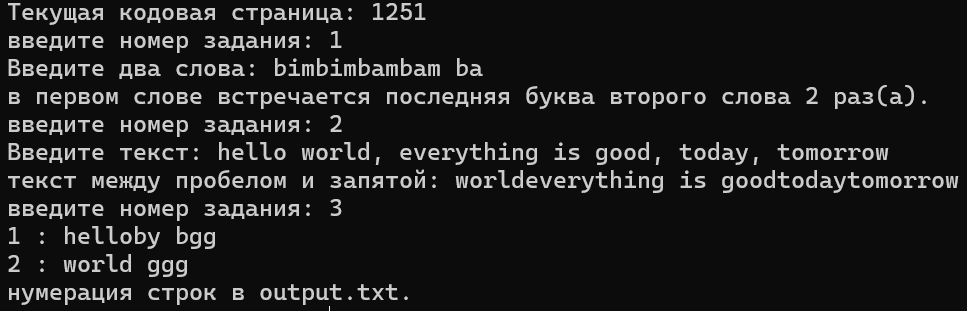 Текущая кодовая страница: 1251
введите номер задания: 1
Введите два слова: bimbimbambam ba
в первом слове встречается последняя буква второго слова 2 раз(а).
введите номер задания: 2
Введите текст: hello world, everything is good, today, tomorrow
текст между пробелом и запятой: worldeverything is goodtodaytomorrow
введите номер задания: 3
1 : helloby bgg
2 : world ggg
нумерация строк в output.txt.